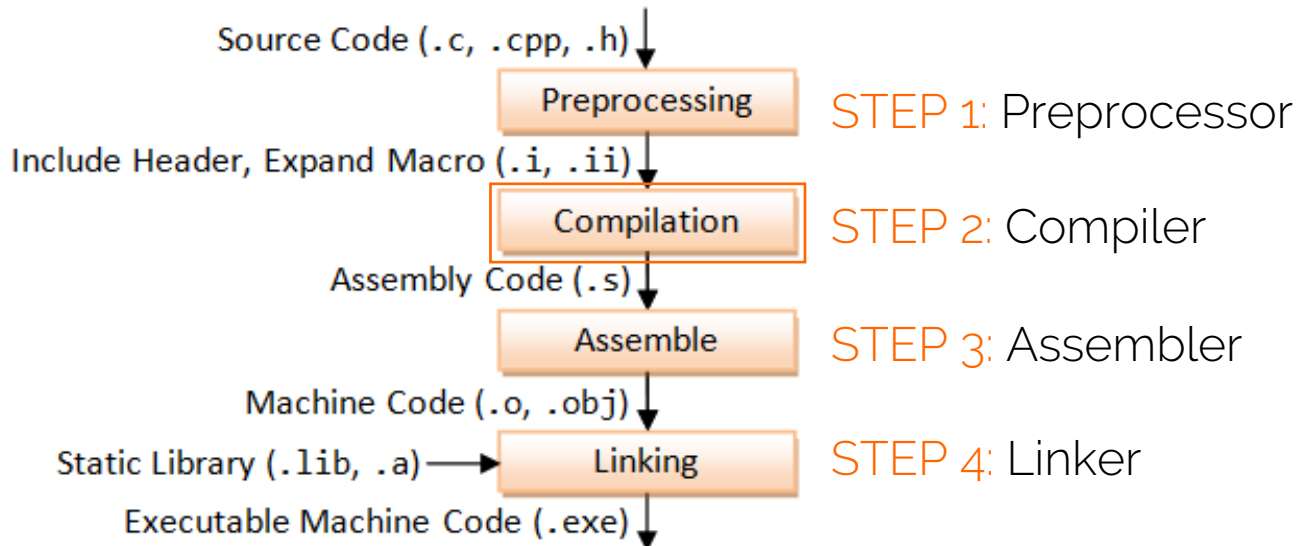 Source Code (.c, .cpp, .h)
Preprocessing
STEP 1: Preprocessor
Include Header, Expand Macro (.i, .ii)
Compilation
STEP 2: Compiler
Assembly Code (.s)
Assemble
STEP 3: Assembler
Machine Code (.o, .obj)
Static Library (.lib, .a)
Linking
STEP 4: Linker
Executable Machine Code (.exe)